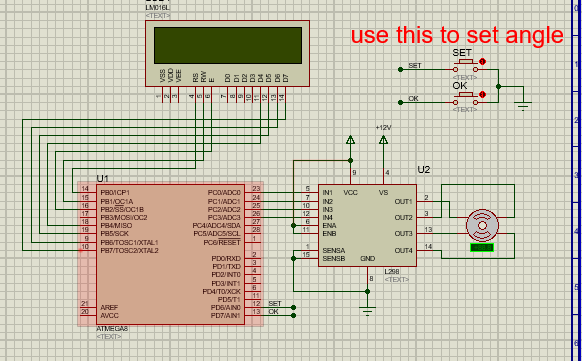 LM016L
<TEXT>
use this to set angle
SET
SET
<TEXT>
OK
OK
<TEXT>
VSS
VDD
VEE
RS
RW
E
D0
D1
D2
D3
D4
D5
D6
D7
1
2
3
4
5
6
7
8
9
10
11
12
13
14
+12V
U1
14 PB0/ICP1
15 PB1/OC1A
16 PB2/SS/OC1B
17 PB3/MOSI/OC2
18 PB4/MISO
19 PB5/SCK
9 PB6/TOSC1/XTAL1
10 PB7/TOSC2/XTAL2
21 AREF
20 AVCC
PC0/ADC0 23
PC1/ADC1 24
PC2/ADC2 25
PC3/ADC3 26
PC4/ADC4/SDA 27
PC5/ADC5/SCL 28
PC6/RESET 1
PD0/RXD 2
PD1/TXD 3
PD2/INT0 4
PD3/INT1 5
PD4/T0/XCK 6
PD5/T1 11
PD6/AIN0 12 SET
PD7/AIN1 13 OK
ATMEGA8
<TEXT>
U2
9
4
VCC
VS
5 IN1
7 IN2
10 IN3
12 IN4
6 ENA
11 ENB
1 SENSA
15 SENSB
GND
8
OUT1 2
OUT2 3
OUT3 13
OUT4 14
L298
<TEXT>